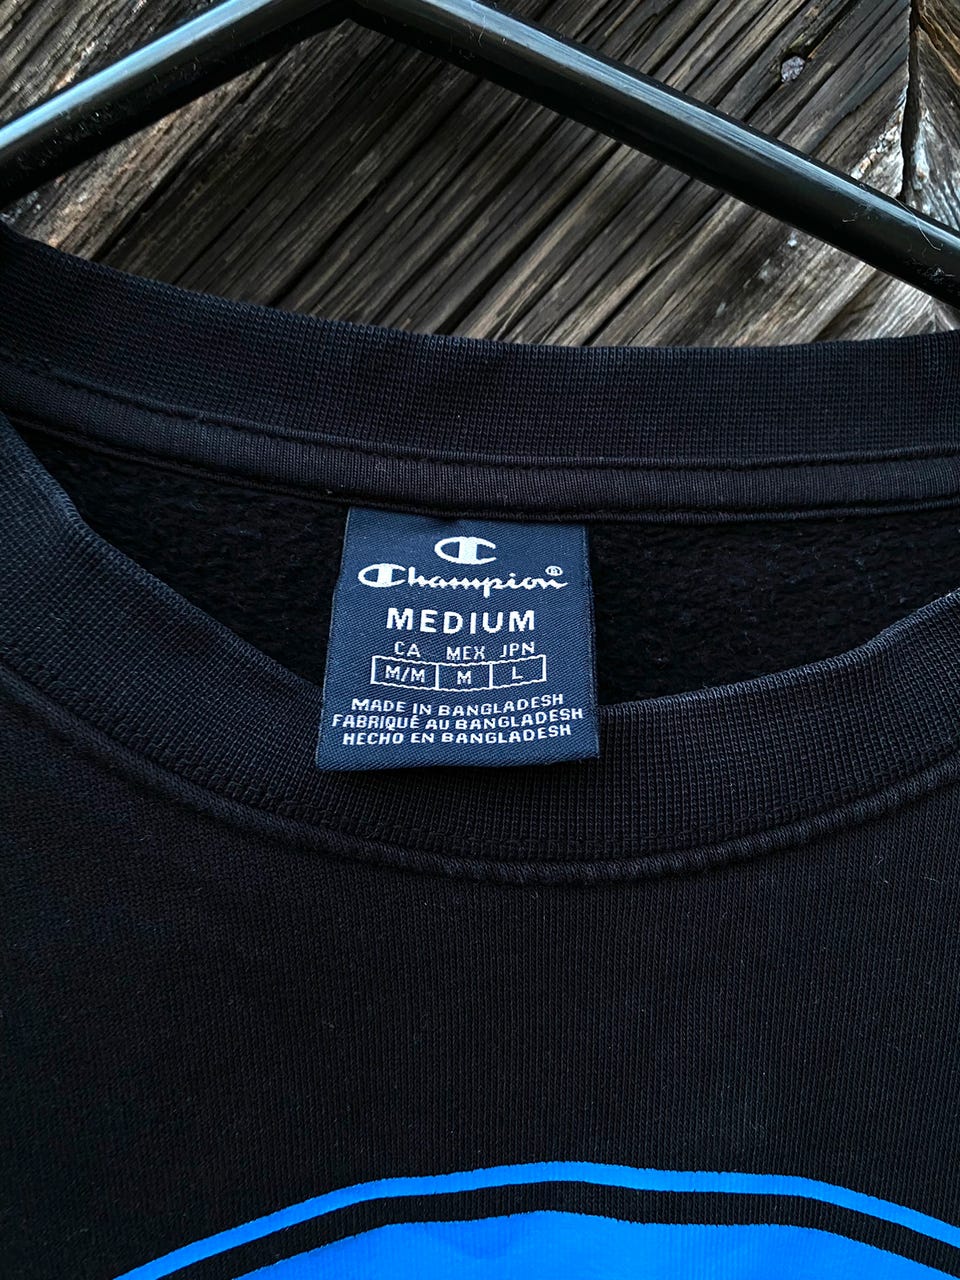 Champion®
MEDIUM
CA MEX JPN
M/M M L
MADE IN BANGLADESH
FABRIQUÉ AU BANGLADESH
HECHO EN BANGLADESH